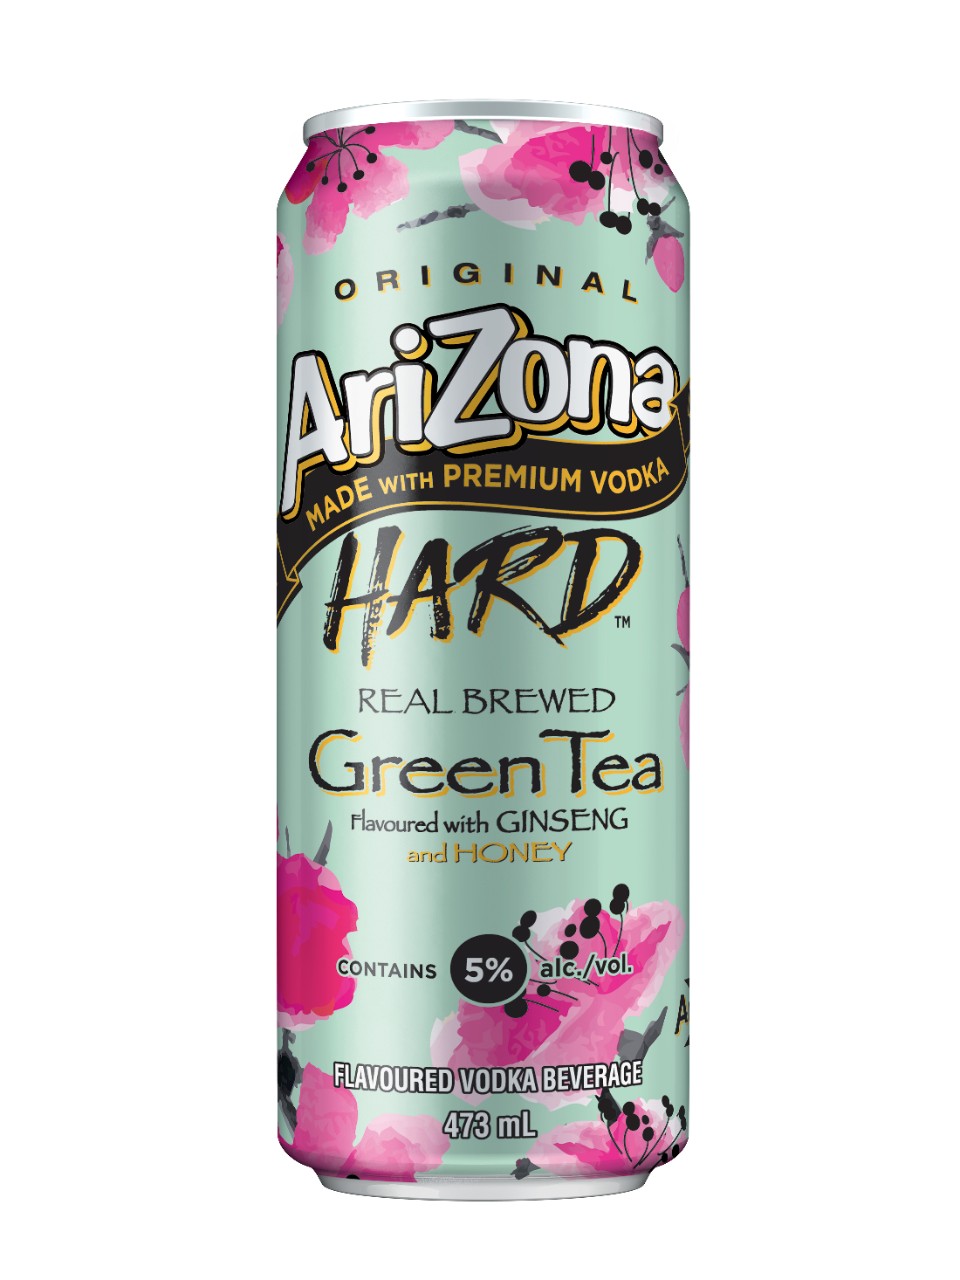 ORIGINAL
AriZona
MADE WITH PREMIUM VODKA
HARD™
REAL BREWED
Green Tea
Flavoured with GINSENG
and HONEY
CONTAINS 5% alc./vol.
FLAVOURED VODKA BEVERAGE
473 mL